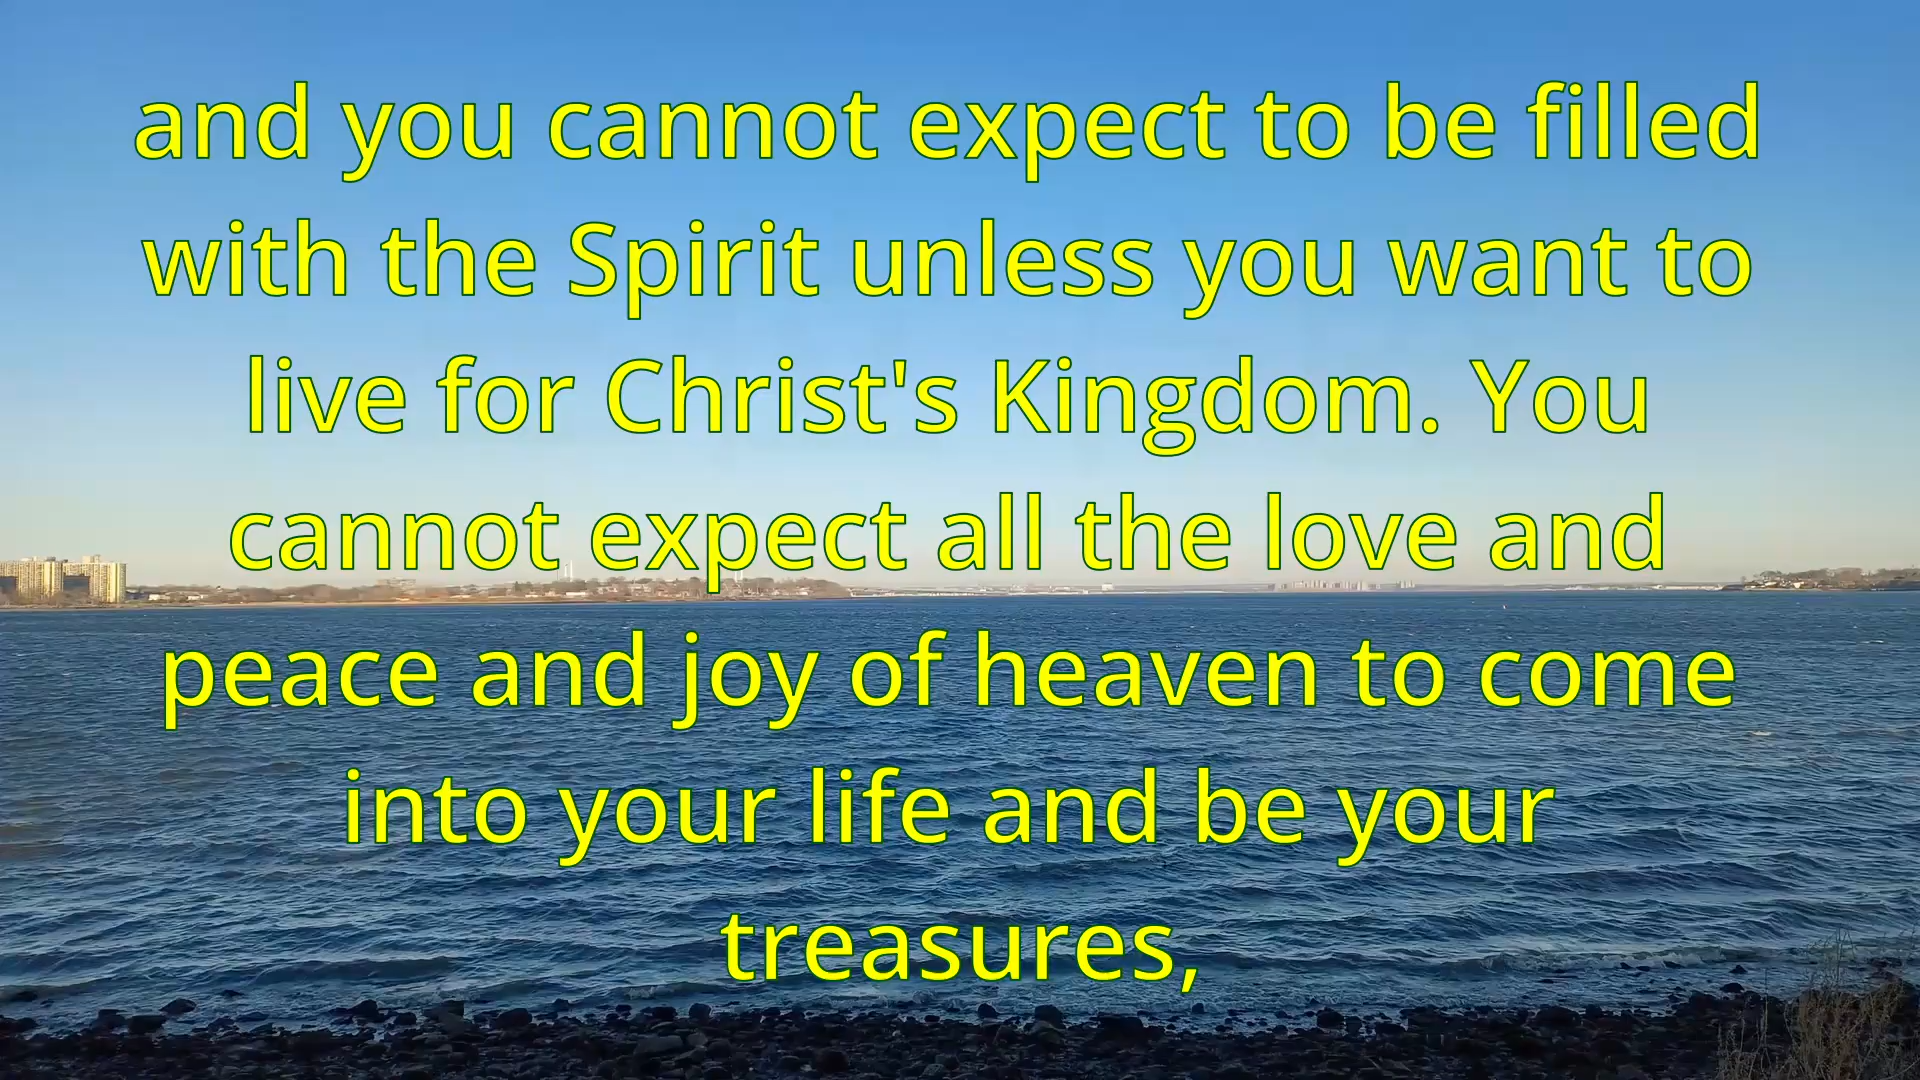 and you cannot expect to be filled
with the Spirit unless you want to
live for Christ's Kingdom. You
cannot expect all the love and
peace and joy of heaven to come
into your life and be your
treasures,